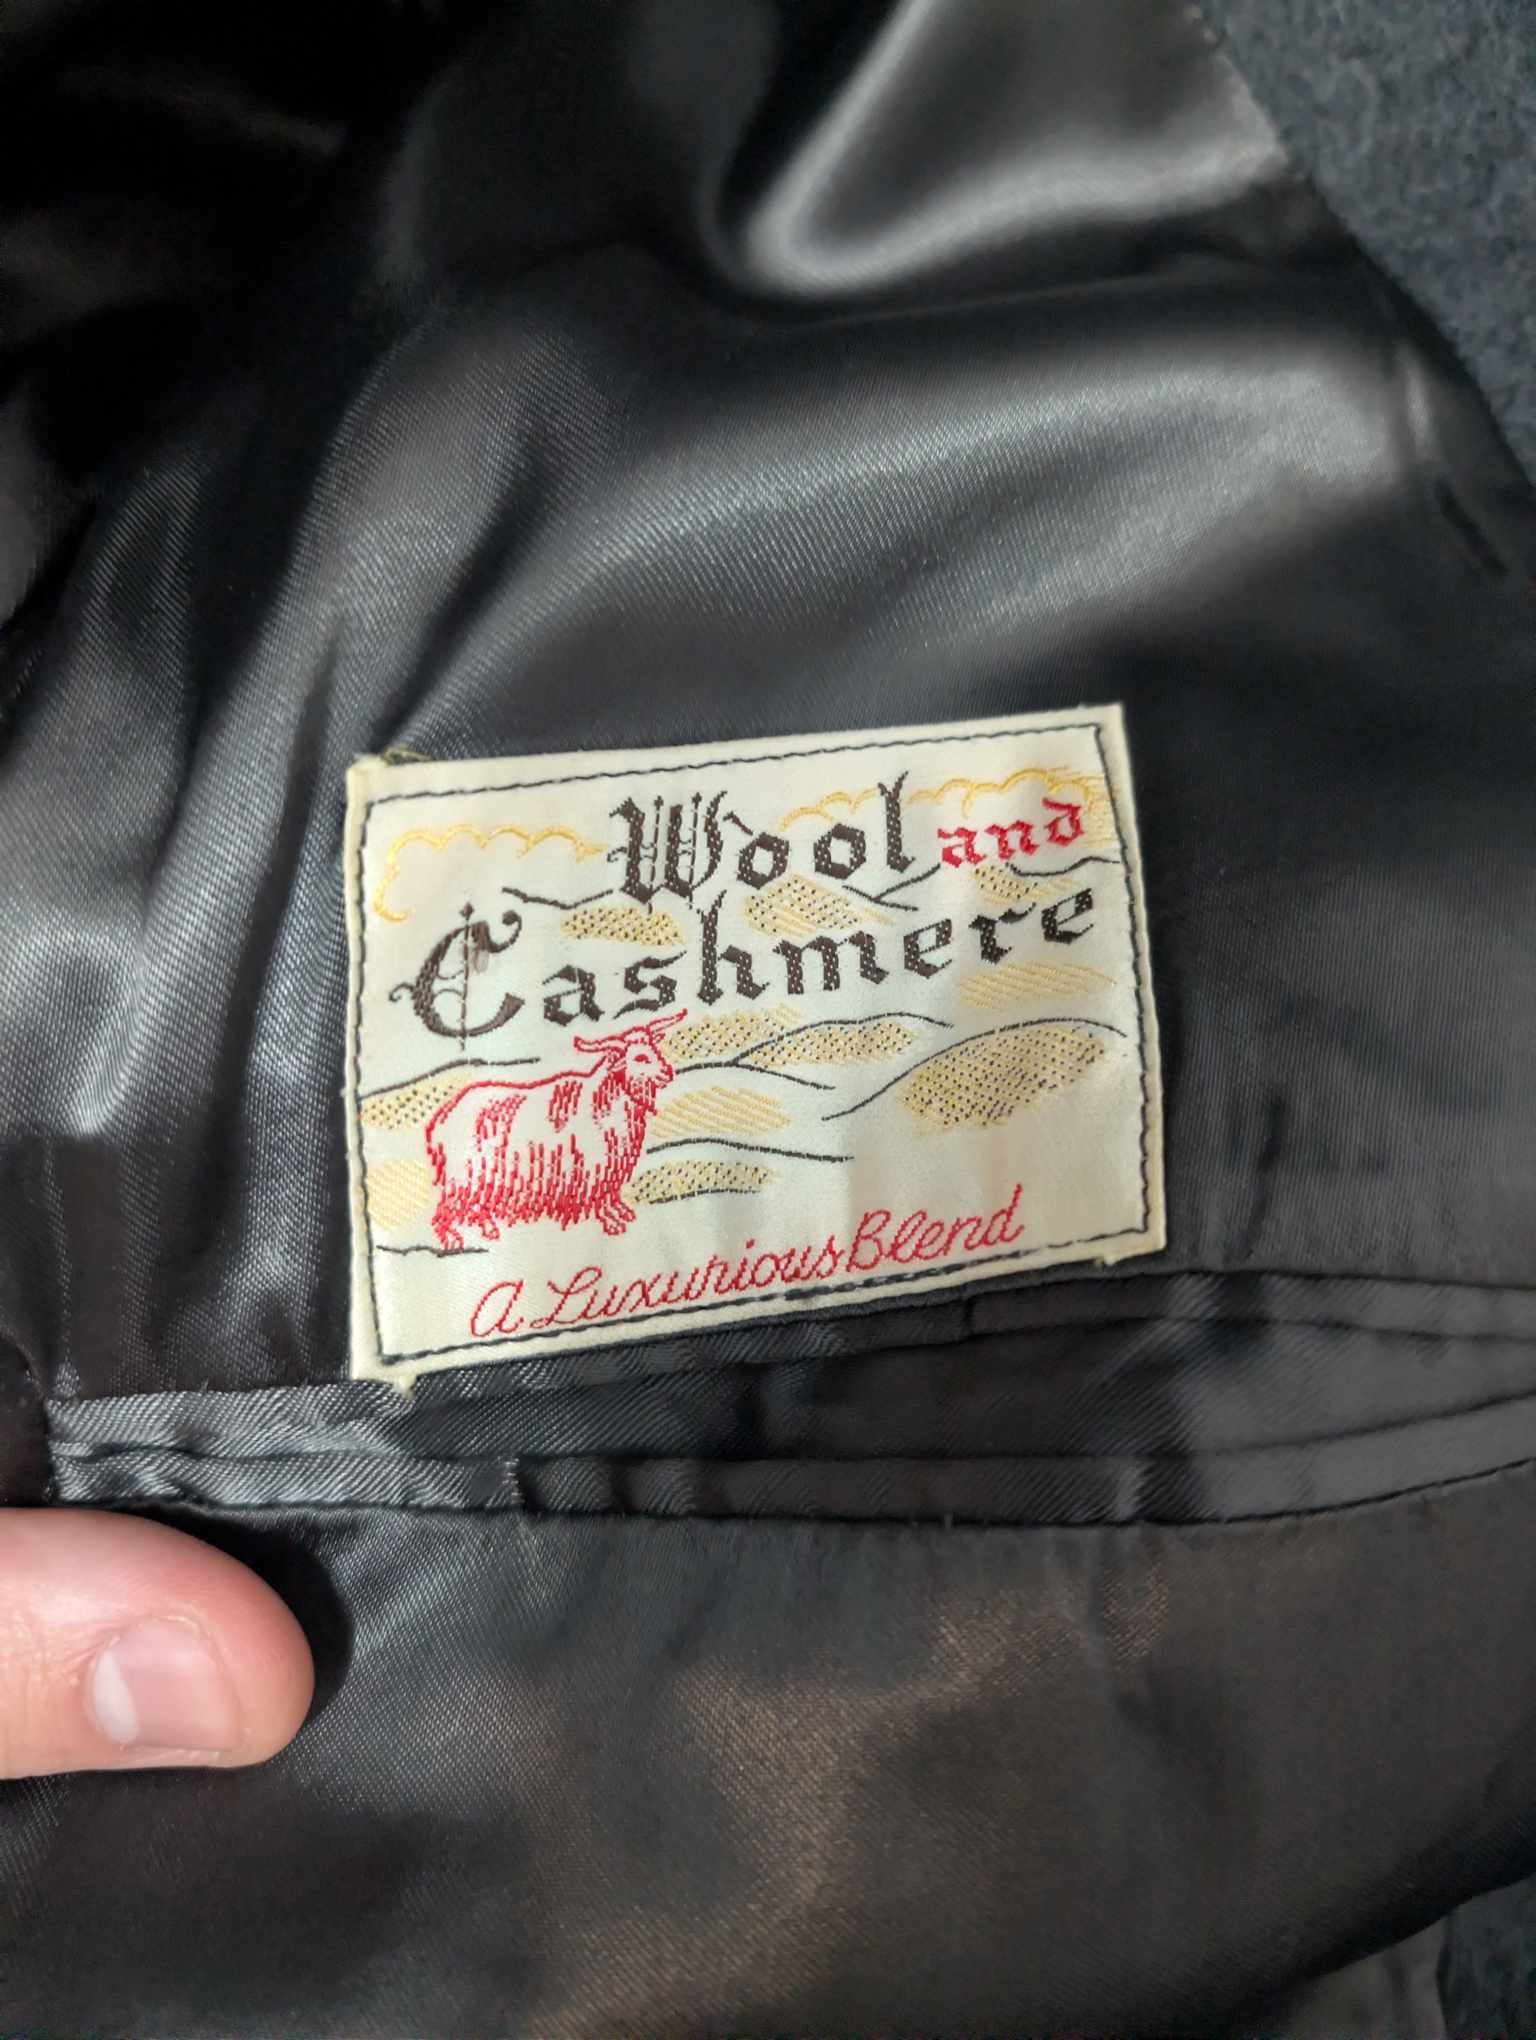 Wool and
Cashmere
A Luxurious Blend